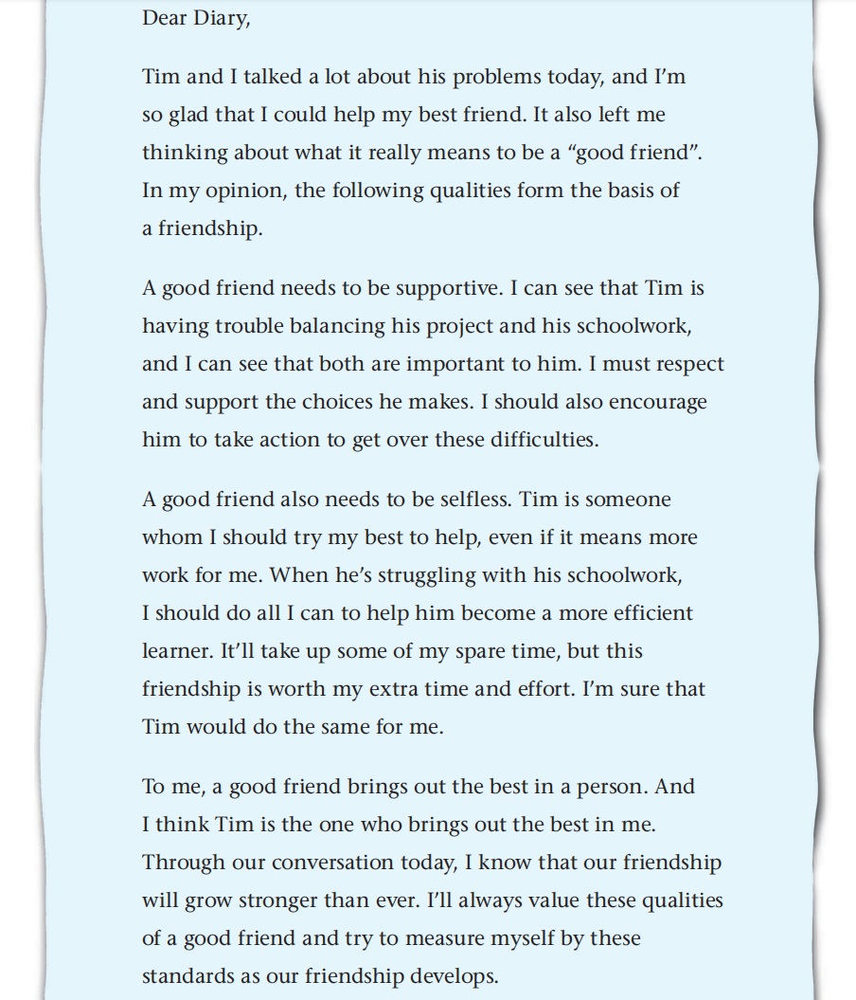 Dear Diary,
Tim and I talked a lot about his problems today, and I’m
so glad that I could help my best friend. It also left me
thinking about what it really means to be a “good friend”.
In my opinion, the following qualities form the basis of
a friendship.
A good friend needs to be supportive. I can see that Tim is
having trouble balancing his project and his schoolwork,
and I can see that both are important to him. I must respect
and support the choices he makes. I should also encourage
him to take action to get over these difficulties.
A good friend also needs to be selfless. Tim is someone
whom I should try my best to help, even if it means more
work for me. When he’s struggling with his schoolwork,
I should do all I can to help him become a more efficient
learner. It’ll take up some of my spare time, but this
friendship is worth my extra time and effort. I’m sure that
Tim would do the same for me.
To me, a good friend brings out the best in a person. And
I think Tim is the one who brings out the best in me.
Through our conversation today, I know that our friendship
will grow stronger than ever. I’ll always value these qualities
of a good friend and try to measure myself by these
standards as our friendship develops.